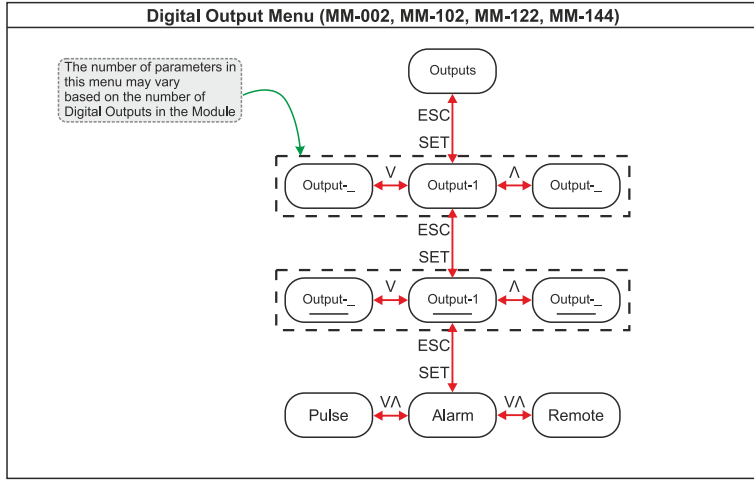 Digital Output Menu (MM-002, MM-102, MM-122, MM-144)
The number of parameters in
this menu may vary
based on the number of
Digital Outputs in the Module
Outputs
ESC
SET
Output-_ V Output-1 Λ Output-_
ESC
SET
Output-_ V Output-1 Λ Output-_
ESC
SET
Pulse VΛ Alarm VΛ Remote